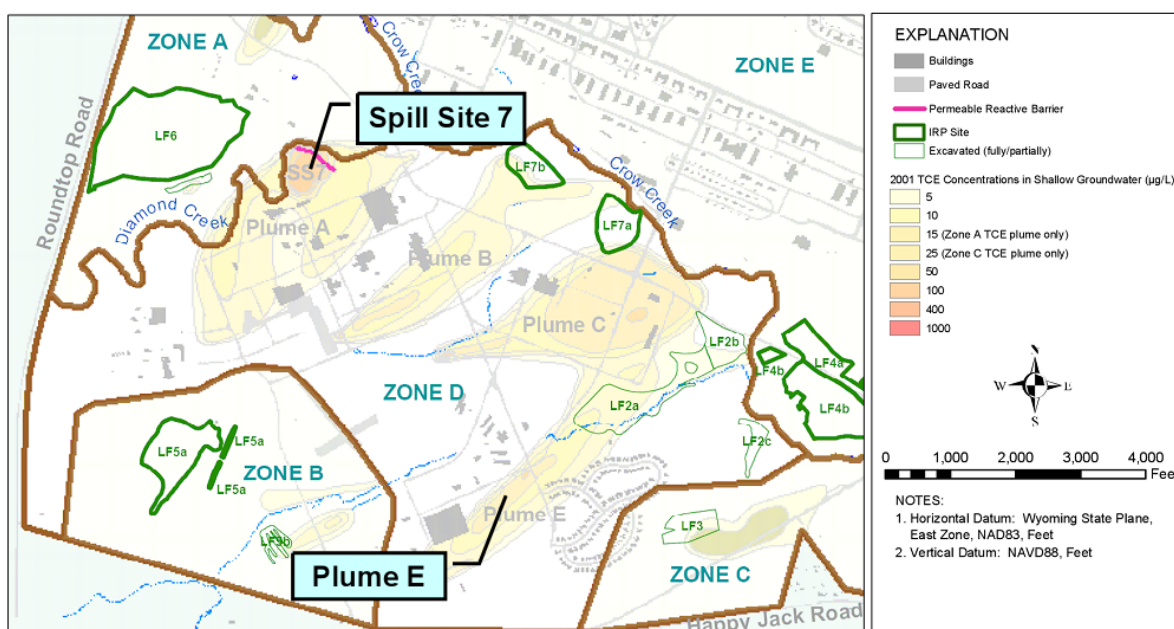 ZONE A
Crow Creek
ZONE E
Roundtop Road
Spill Site 7
LF6
SS7
LF7b
Diamond Creek
Plume A
Crow Creek
LF7a
Plume B
Plume C
LF2b
LF4a
LF4b
ZONE D
LF2a
LF4b
LF5a
LF5a
LF2c
ZONE B
LF5a
Plume E
LF3
Plume E
ZONE C
Happy Jack Road
EXPLANATION
Buildings
Paved Road
Permeable Reactive Barrier
IRP Site
Excavated (fully/partially)
2001 TCE Concentrations in Shallow Groundwater (µg/L)
5
10
15 (Zone A TCE plume only)
25 (Zone C TCE plume only)
50
100
400
1000
N
W E
S
0 1,000 2,000 3,000 4,000
Fee
NOTES:
1. Horizontal Datum: Wyoming State Plane,
East Zone, NAD83, Feet
2. Vertical Datum: NAVD88, Feet